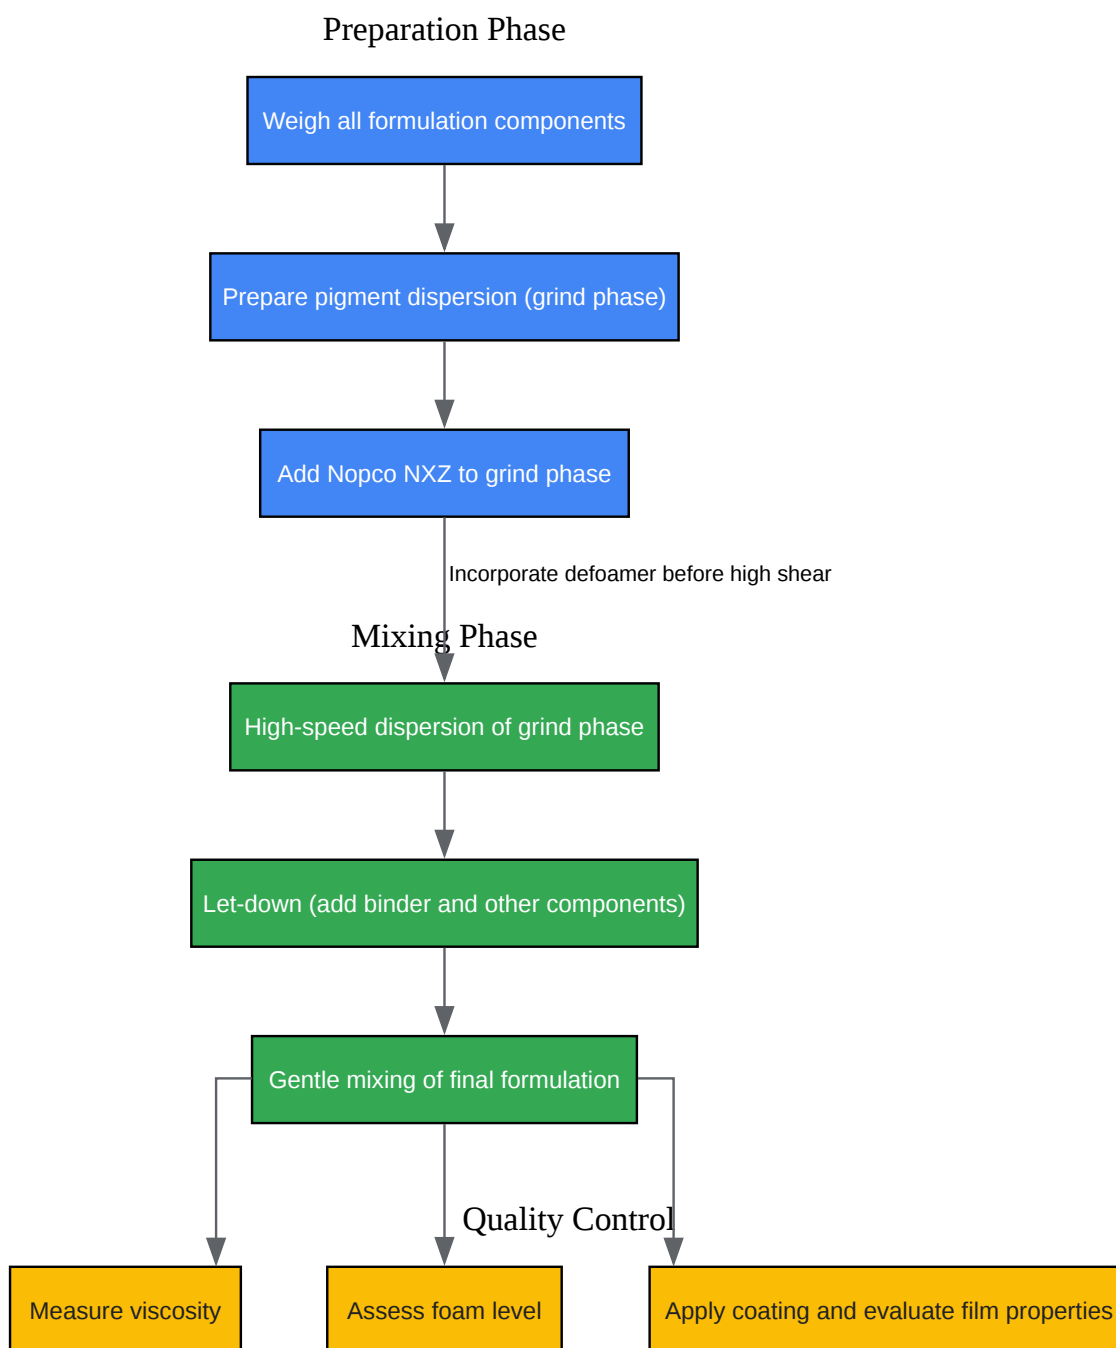 Preparation Phase
Weigh all formulation components
Prepare pigment dispersion (grind phase)
Add Nopco NXZ to grind phase
Incorporate defoamer before high shear
Mixing Phase
High-speed dispersion of grind phase
Let-down (add binder and other components)
Gentle mixing of final formulation
Quality Control
Measure viscosity
Assess foam level
Apply coating and evaluate film properties